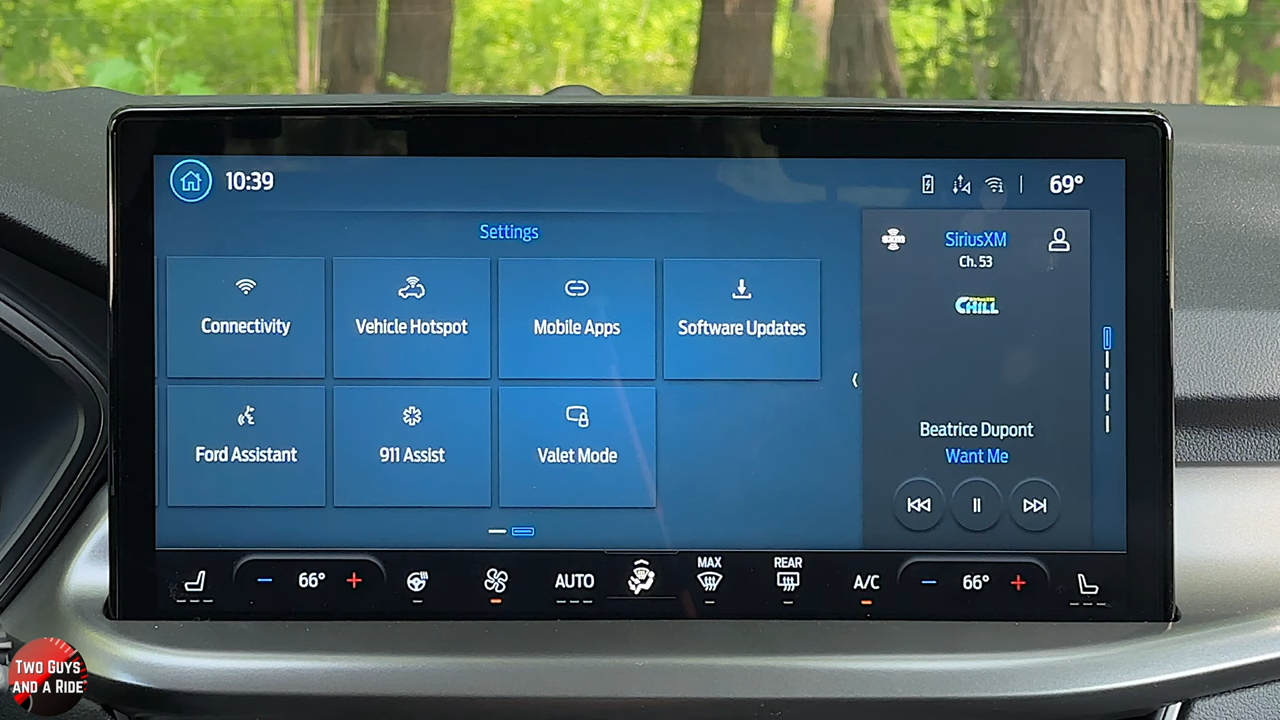 10:39
69°
Settings
Connectivity
Vehicle Hotspot
Mobile Apps
Software Updates
Ford Assistant
911 Assist
Valet Mode
SiriusXM
Ch. 53
CHILL
Beatrice Dupont
Want Me
− 66° +
AUTO
MAX
REAR
A/C
− 66° +
TWO GUYS
AND A RIDE